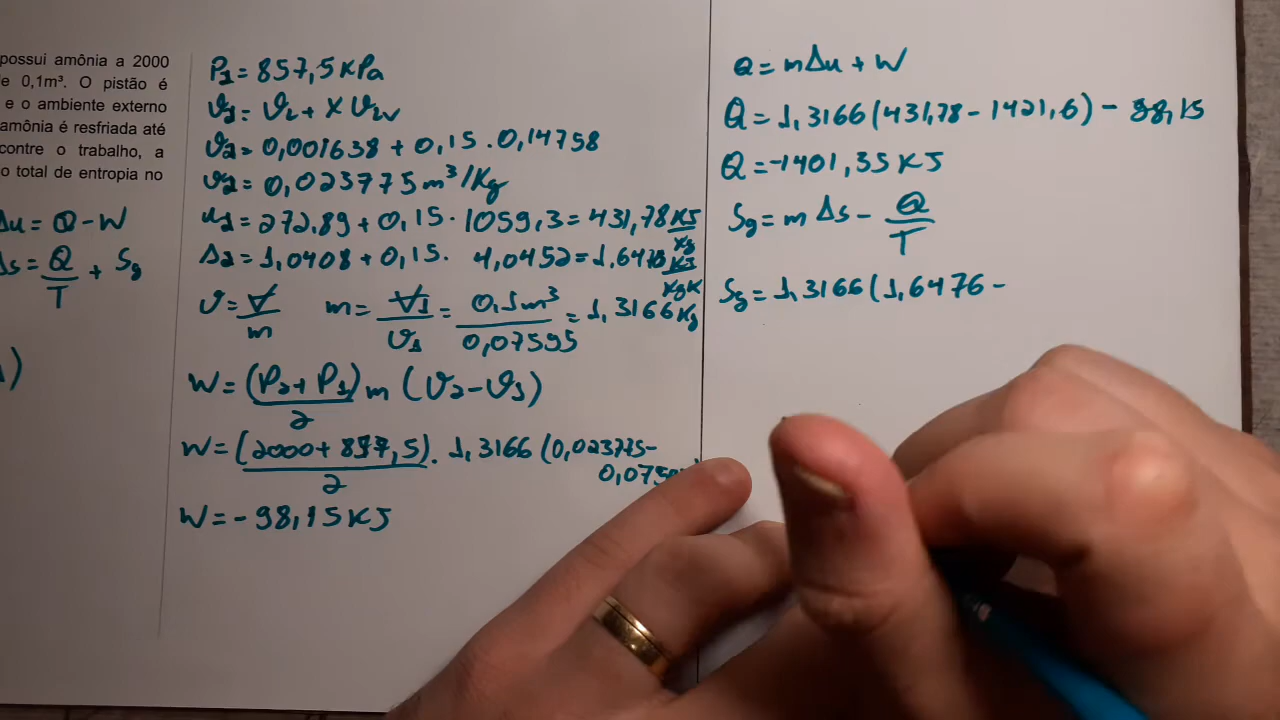 possui amônia a 2000
e 0,1m³. O pistão é
e o ambiente externo
amônia é resfriada até
contre o trabalho, a
o total de entropia no
Δu = Q - W
Δs = Q/T + Sg
)
P2 = 857,5 KPa
v2 = vL + X vLv
v2 = 0,001638 + 0,15 . 0,14758
v2 = 0,023775 m³/Kg
u2 = 272.89 + 0,15 . 1059,3 = 431,78 KJ/Kg
Δ2 = 1,0408 + 0,15. 4,0452 = 1,6476 KJ/KgK
v = V/m m = V1/v1 = 0,1m³/0,07595 = 1,3166 Kg
W = (P2 + P1)/2 m (v2 - v1)
W = (2000 + 857,5)/2 . 1,3166 (0,023775 -
W = -98,15 KJ
Q = mΔu + W
Q = 1,3166 (431,78 - 1421,6) - 98,15
Q = -1401,35 KJ
Sg = m Δs - Q/T
Sg = 1,3166 (1,6476 -